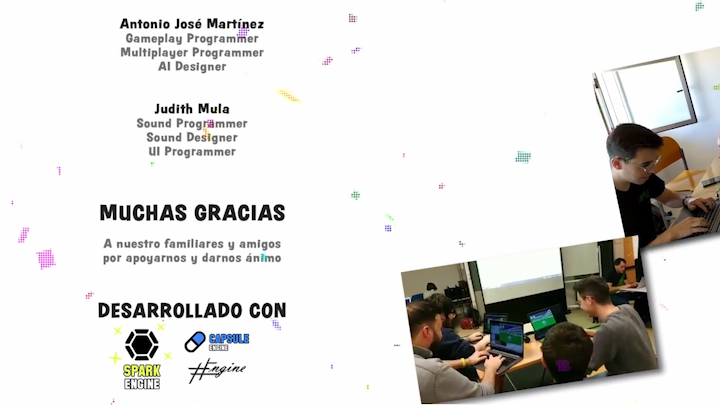 Antonio José Martínez
Gameplay Programmer
Multiplayer Programmer
AI Designer
Judith Mula
Sound Programmer
Sound Designer
UI Programmer
MUCHAS GRACIAS
A nuestro familiares y amigos
por apoyarnos y darnos ánimo
DESARROLLADO CON
SPARK
ENGINE
CAPSULE
ENGINE
#Engine